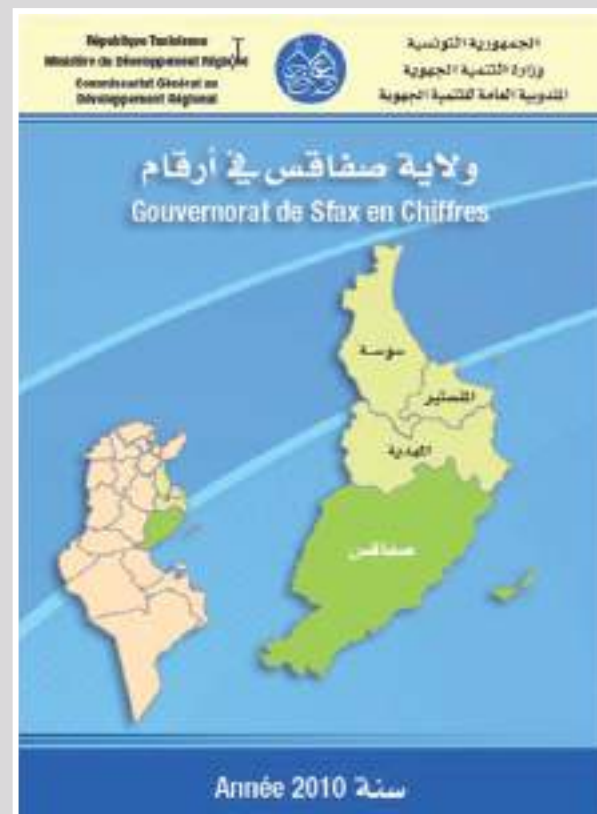 République Tunisienne
Ministère du Développement Régional
Commissariat Général au
Développement Régional
الجمهورية التونسية
وزارة التنمية الجهوية
المندوبية العامة للتنمية الجهوية
ولاية صفاقس في أرقام
Gouvernorat de Sfax en Chiffres
سوسة
المنستير
المهدية
صفاقس
Année 2010 سنة